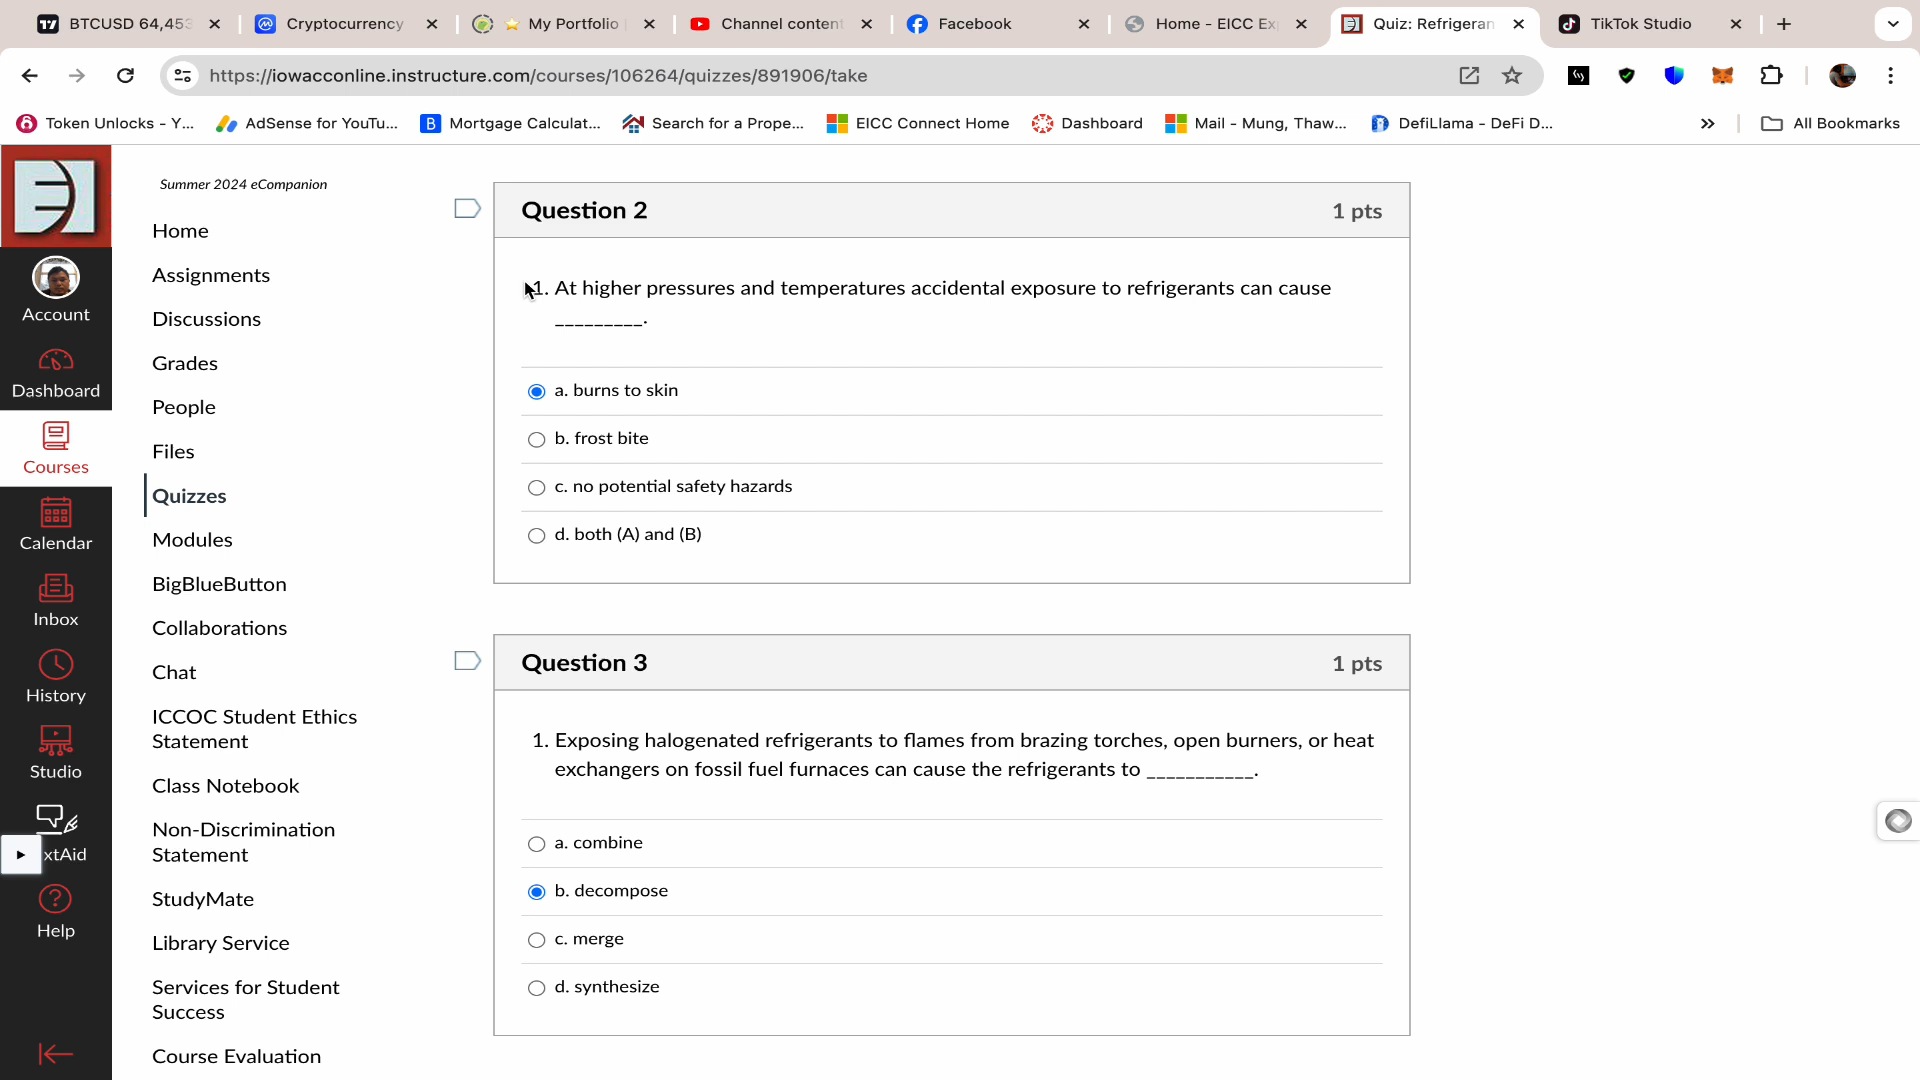 BTCUSD 64,453
Cryptocurrency
My Portfolio
Channel content
Facebook
Home - EICC Ex
Quiz: Refrigeran
TikTok Studio
https://iowacconline.instructure.com/courses/106264/quizzes/891906/take
Token Unlocks - Y...
AdSense for YouTu...
Mortgage Calculat...
Search for a Prope...
EICC Connect Home
Dashboard
Mail - Mung, Thaw...
DefiLlama - DeFi D...
All Bookmarks
Account
Dashboard
Courses
Calendar
Inbox
History
Studio
xtAid
Help
Summer 2024 eCompanion
Home
Assignments
Discussions
Grades
People
Files
Quizzes
Modules
BigBlueButton
Collaborations
Chat
ICCOC Student Ethics
Statement
Class Notebook
Non-Discrimination
Statement
StudyMate
Library Service
Services for Student
Success
Course Evaluation
Question 2
1 pts
1. At higher pressures and temperatures accidental exposure to refrigerants can cause
_________.
a. burns to skin
b. frost bite
c. no potential safety hazards
d. both (A) and (B)
Question 3
1 pts
1. Exposing halogenated refrigerants to flames from brazing torches, open burners, or heat
exchangers on fossil fuel furnaces can cause the refrigerants to ___________.
a. combine
b. decompose
c. merge
d. synthesize